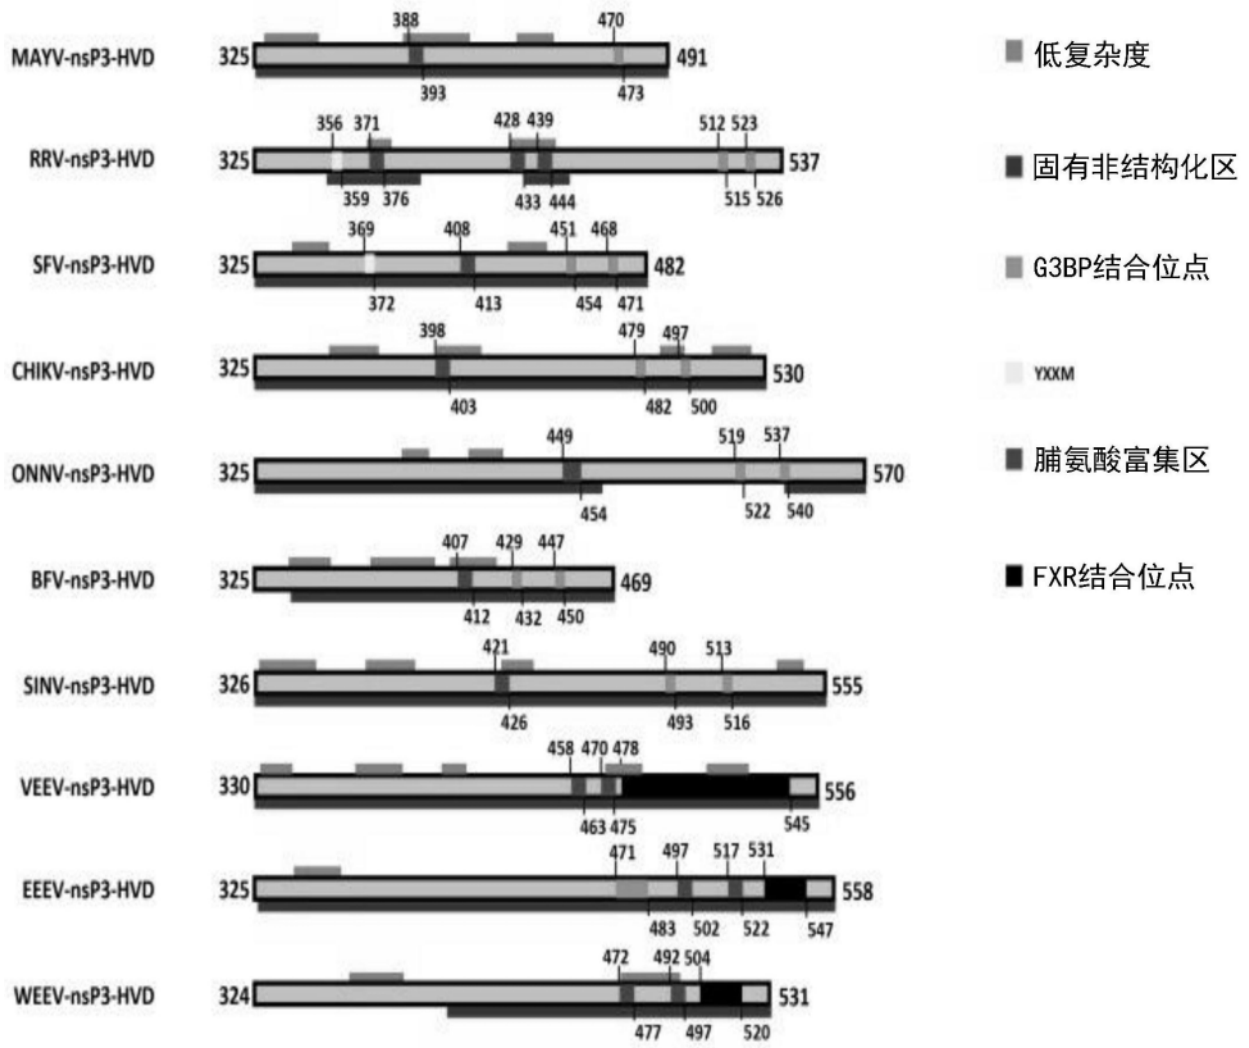 388 470
MAYV-nsP3-HVD 325 491
393 473
低复杂度
356 371 428 439 512 523
RRV-nsP3-HVD 325 537
359 376 433 444 515 526
固有非结构化区
369 408 451 468
SFV-nsP3-HVD 325 482
372 413 454 471
G3BP结合位点
398 479 497
CHIKV-nsP3-HVD 325 530
403 482 500
YXXM
449 519 537
ONNV-nsP3-HVD 325 570
454 522 540
脯氨酸富集区
407 429 447
BFV-nsP3-HVD 325 469
412 432 450
FXR结合位点
421 490 513
SINV-nsP3-HVD 326 555
426 493 516
458 470 478
VEEV-nsP3-HVD 330 556
463 475 545
471 497 517 531
EEEV-nsP3-HVD 325 558
483 502 522 547
472 492 504
WEEV-nsP3-HVD 324 531
477 497 520